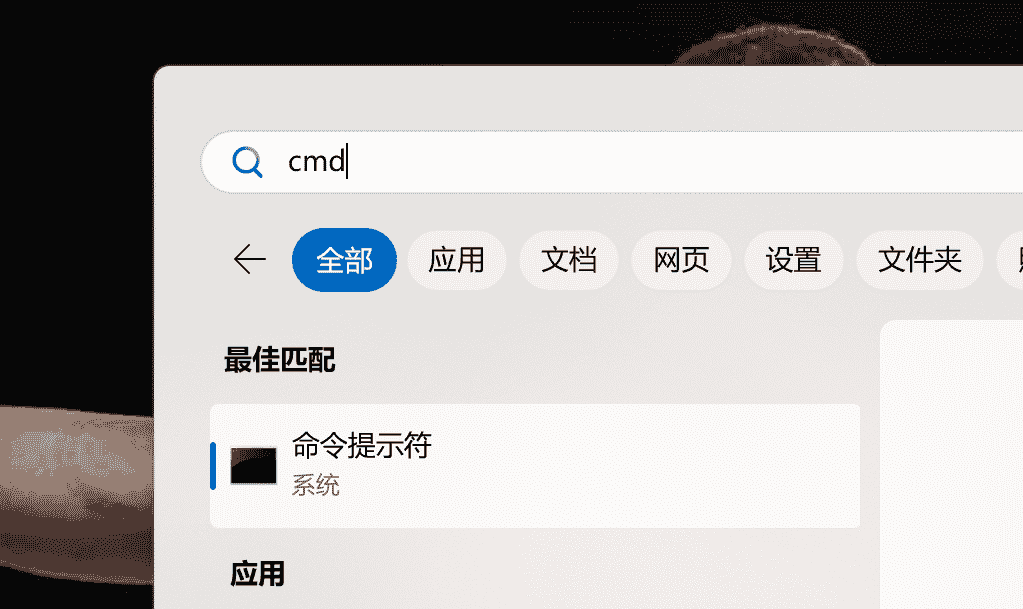 cmd
全部 应用 文档 网页 设置 文件夹
最佳匹配
命令提示符
系统
应用